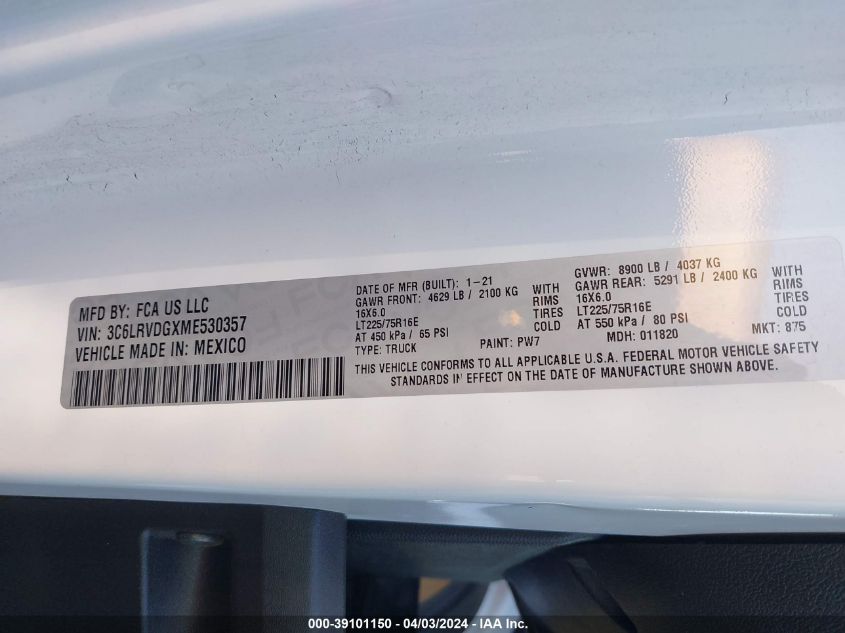 MFD BY: FCA US LLC
VIN: 3C6LRVDGXME530357
VEHICLE MADE IN: MEXICO
DATE OF MFR (BUILT): 1-21
GAWR FRONT: 4629 LB / 2100 KG WITH
16X6.0 RIMS
LT225/75R16E TIRES
AT 450 kPa / 65 PSI COLD
TYPE: TRUCK PAINT: PW7
GVWR: 8900 LB / 4037 KG
GAWR REAR: 5291 LB / 2400 KG WITH
16X6.0 RIMS
LT225/75R16E TIRES
AT 550 kPa / 80 PSI COLD
MDH: 011820 MKT: 875
THIS VEHICLE CONFORMS TO ALL APPLICABLE U.S.A. FEDERAL MOTOR VEHICLE SAFETY
STANDARDS IN EFFECT ON THE DATE OF MANUFACTURE SHOWN ABOVE.
000-39101150 - 04/03/2024 - IAA Inc.